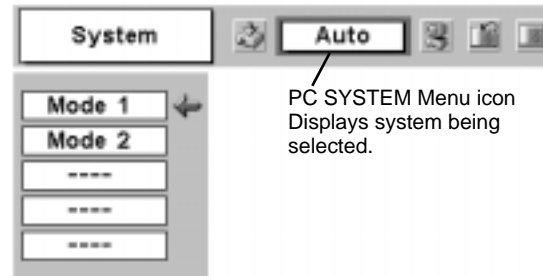 System
Auto
PC SYSTEM Menu icon
Displays system being
selected.
Mode 1
Mode 2
----
----
----